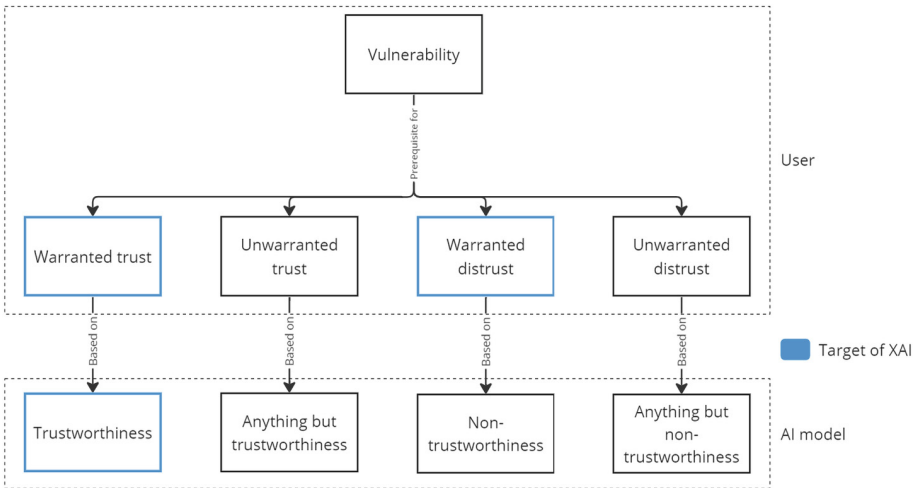 Vulnerability
Prerequisite for
User
Warranted trust
Unwarranted
trust
Warranted
distrust
Unwarranted
distrust
Based on
Based on
Based on
Based on
Target of XAI
Trustworthiness
Anything but
trustworthiness
Non-
trustworthiness
Anything but
non-
trustworthiness
AI model